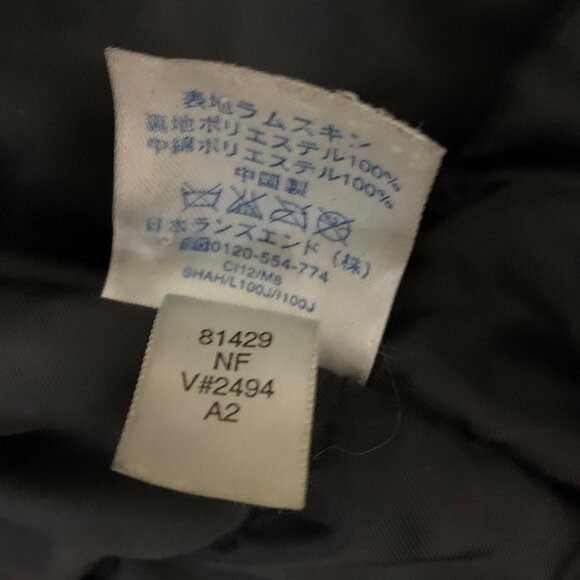 表地ラムスキン
裏地ポリエステル100%
中綿ポリエステル100%
中国製
日本ランズエンド(株)
0120-554-774
C(12/M8
SHAH/L100J/I100J
81429
NF
V#2494
A2